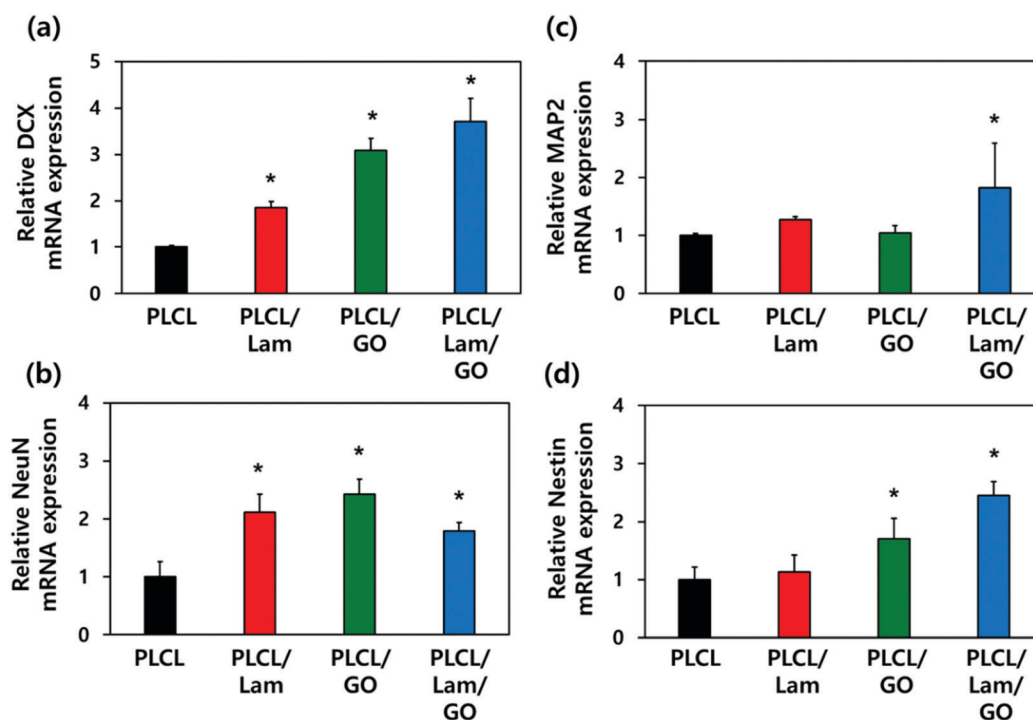 (a)
Relative DCX
mRNA expression
5
4
3
2
1
0
*
*
*
PLCL
PLCL/
Lam
PLCL/
GO
PLCL/
Lam/
GO
(b)
Relative NeuN
mRNA expression
4
3
2
1
0
*
*
*
PLCL
PLCL/
Lam
PLCL/
GO
PLCL/
Lam/
GO
(c)
Relative MAP2
mRNA expression
4
3
2
1
0
*
PLCL
PLCL/
Lam
PLCL/
GO
PLCL/
Lam/
GO
(d)
Relative Nestin
mRNA expression
4
3
2
1
0
*
*
PLCL
PLCL/
Lam
PLCL/
GO
PLCL/
Lam/
GO